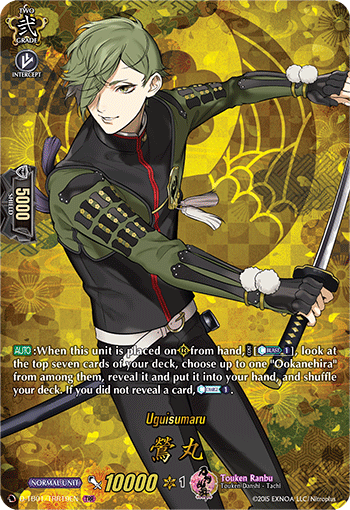 TWO
弐
GRADE
INTERCEPT
5000
SHIELD
AUTO :When this unit is placed on from hand, [ BLAST 1 ], look at
the top seven cards of your deck, choose up to one "Ookanehira"
from among them, reveal it and put it into your hand, and shuffle
your deck. If you did not reveal a card, 1 .
Uguisumaru
鶯丸
NORMAL UNIT
10000 1
Touken Ranbu
Touken Danshi - Tachi
©2015 EXNOA LLC/Nitroplus